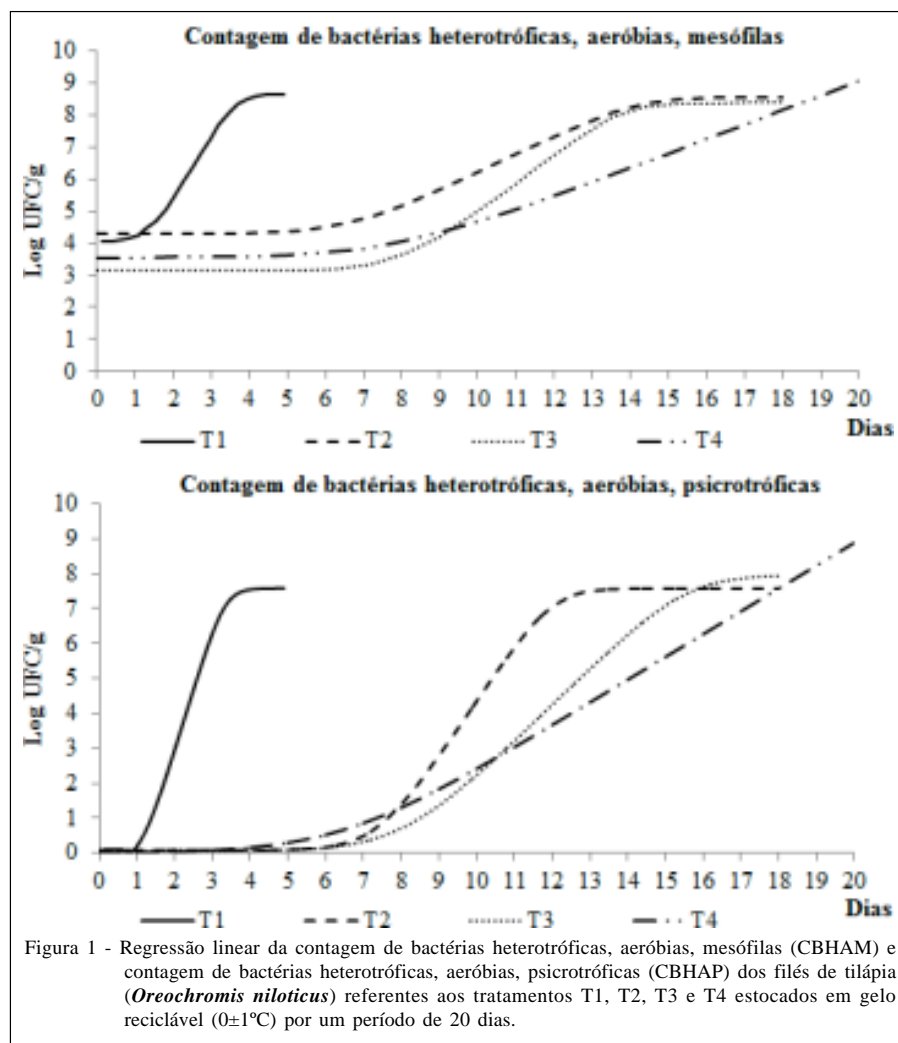 Contagem de bactérias heterotróficas, aeróbias, mesófilas
10
9
8
7
6
5
4
3
2
1
0
Log UFC/g
0 1 2 3 4 5 6 7 8 9 10 11 12 13 14 15 16 17 18 19 20
Dias
T1 T2 T3 T4
Contagem de bactérias heterotróficas, aeróbias, psicrotróficas
10
9
8
7
6
5
4
3
2
1
0
Log UFC/g
0 1 2 3 4 5 6 7 8 9 10 11 12 13 14 15 16 17 18 19 20
Dias
T1 T2 T3 T4
Figura 1 - Regressão linear da contagem de bactérias heterotróficas, aeróbias, mesófilas (CBHAM) e
contagem de bactérias heterotróficas, aeróbias, psicrotróficas (CBHAP) dos filés de tilápia
(Oreochromis niloticus) referentes aos tratamentos T1, T2, T3 e T4 estocados em gelo
reciclável (0±1ºC) por um período de 20 dias.